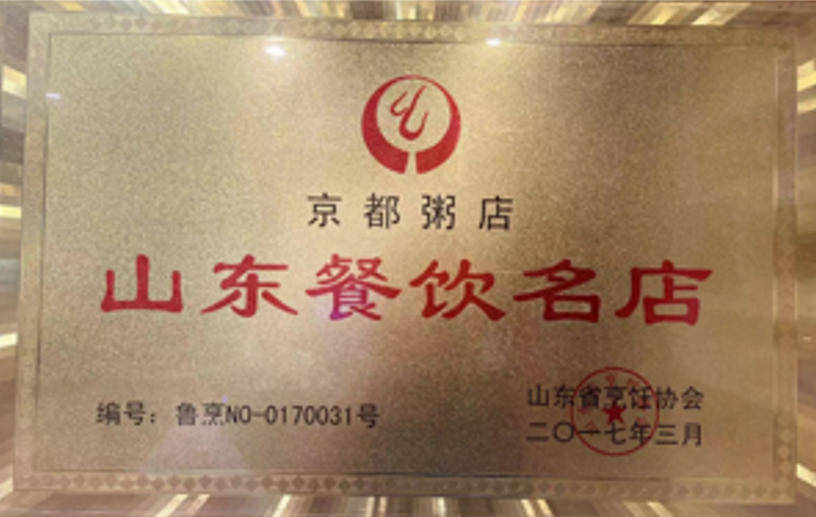 京都粥店
山东餐饮名店
编号：鲁烹NO-0170031号
山东省烹饪协会
二〇一七年三月